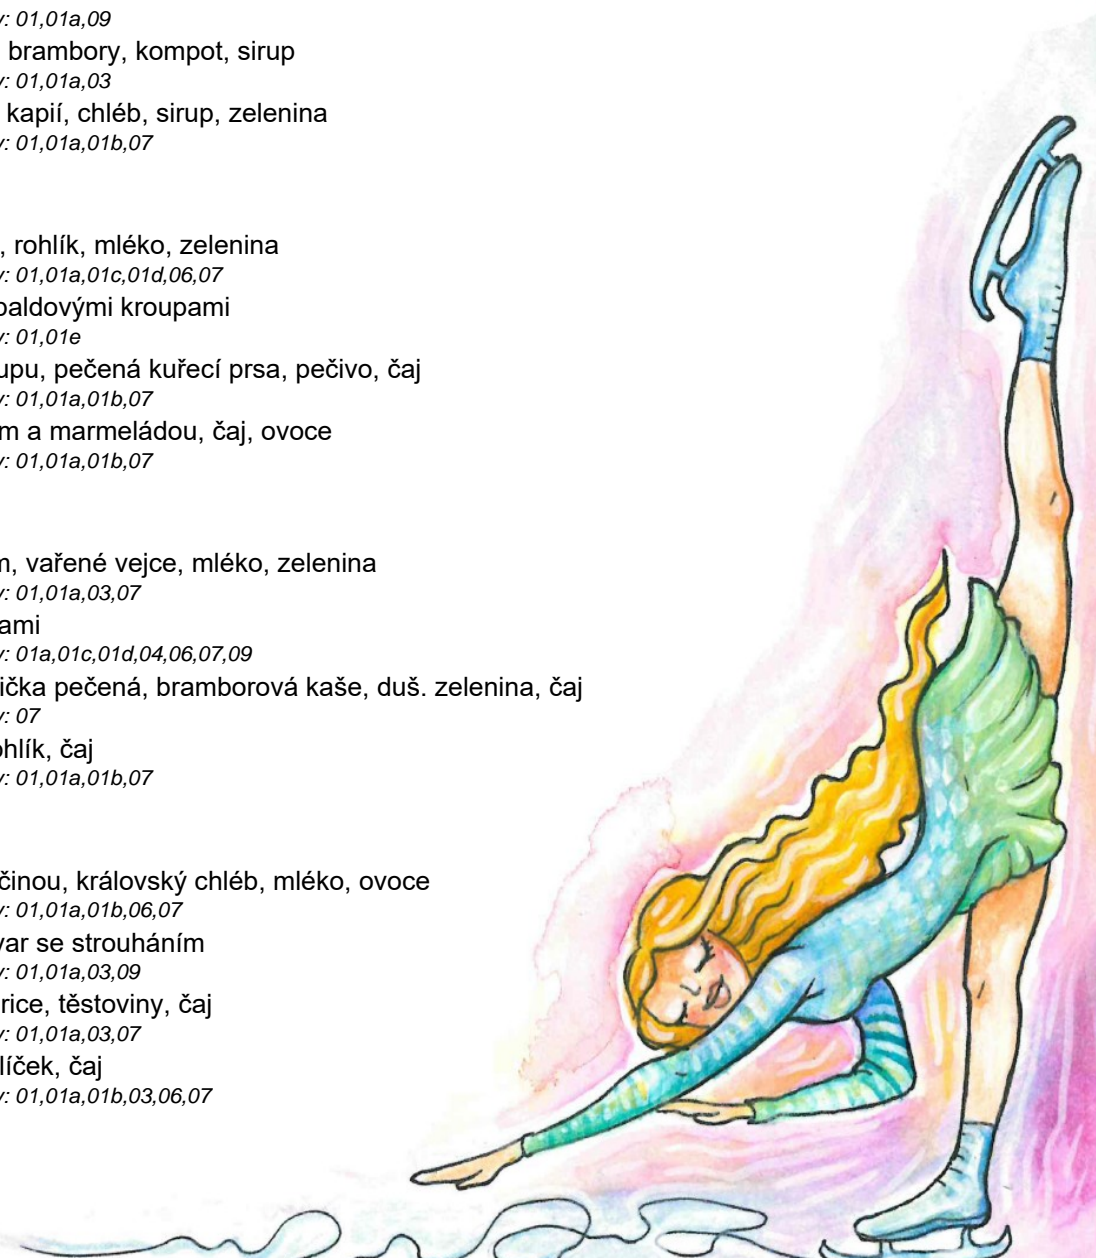 y: 01,01a,09
brambory, kompot, sirup
y: 01,01a,03
kapií, chléb, sirup, zelenina
y: 01,01a,01b,07
, rohlík, mléko, zelenina
y: 01,01a,01c,01d,06,07
paldovými kroupami
y: 01,01e
upu, pečená kuřecí prsa, pečivo, čaj
y: 01,01a,01b,07
m a marmeládou, čaj, ovoce
y: 01,01a,01b,07
m, vařené vejce, mléko, zelenina
y: 01,01a,03,07
ami
y: 01a,01c,01d,04,06,07,09
ička pečená, bramborová kaše, duš. zelenina, čaj
y: 07
ohlík, čaj
y: 01,01a,01b,07
činou, královský chléb, mléko, ovoce
y: 01,01a,01b,06,07
var se strouháním
y: 01,01a,03,09
rice, těstoviny, čaj
y: 01,01a,03,07
líček, čaj
y: 01,01a,01b,03,06,07